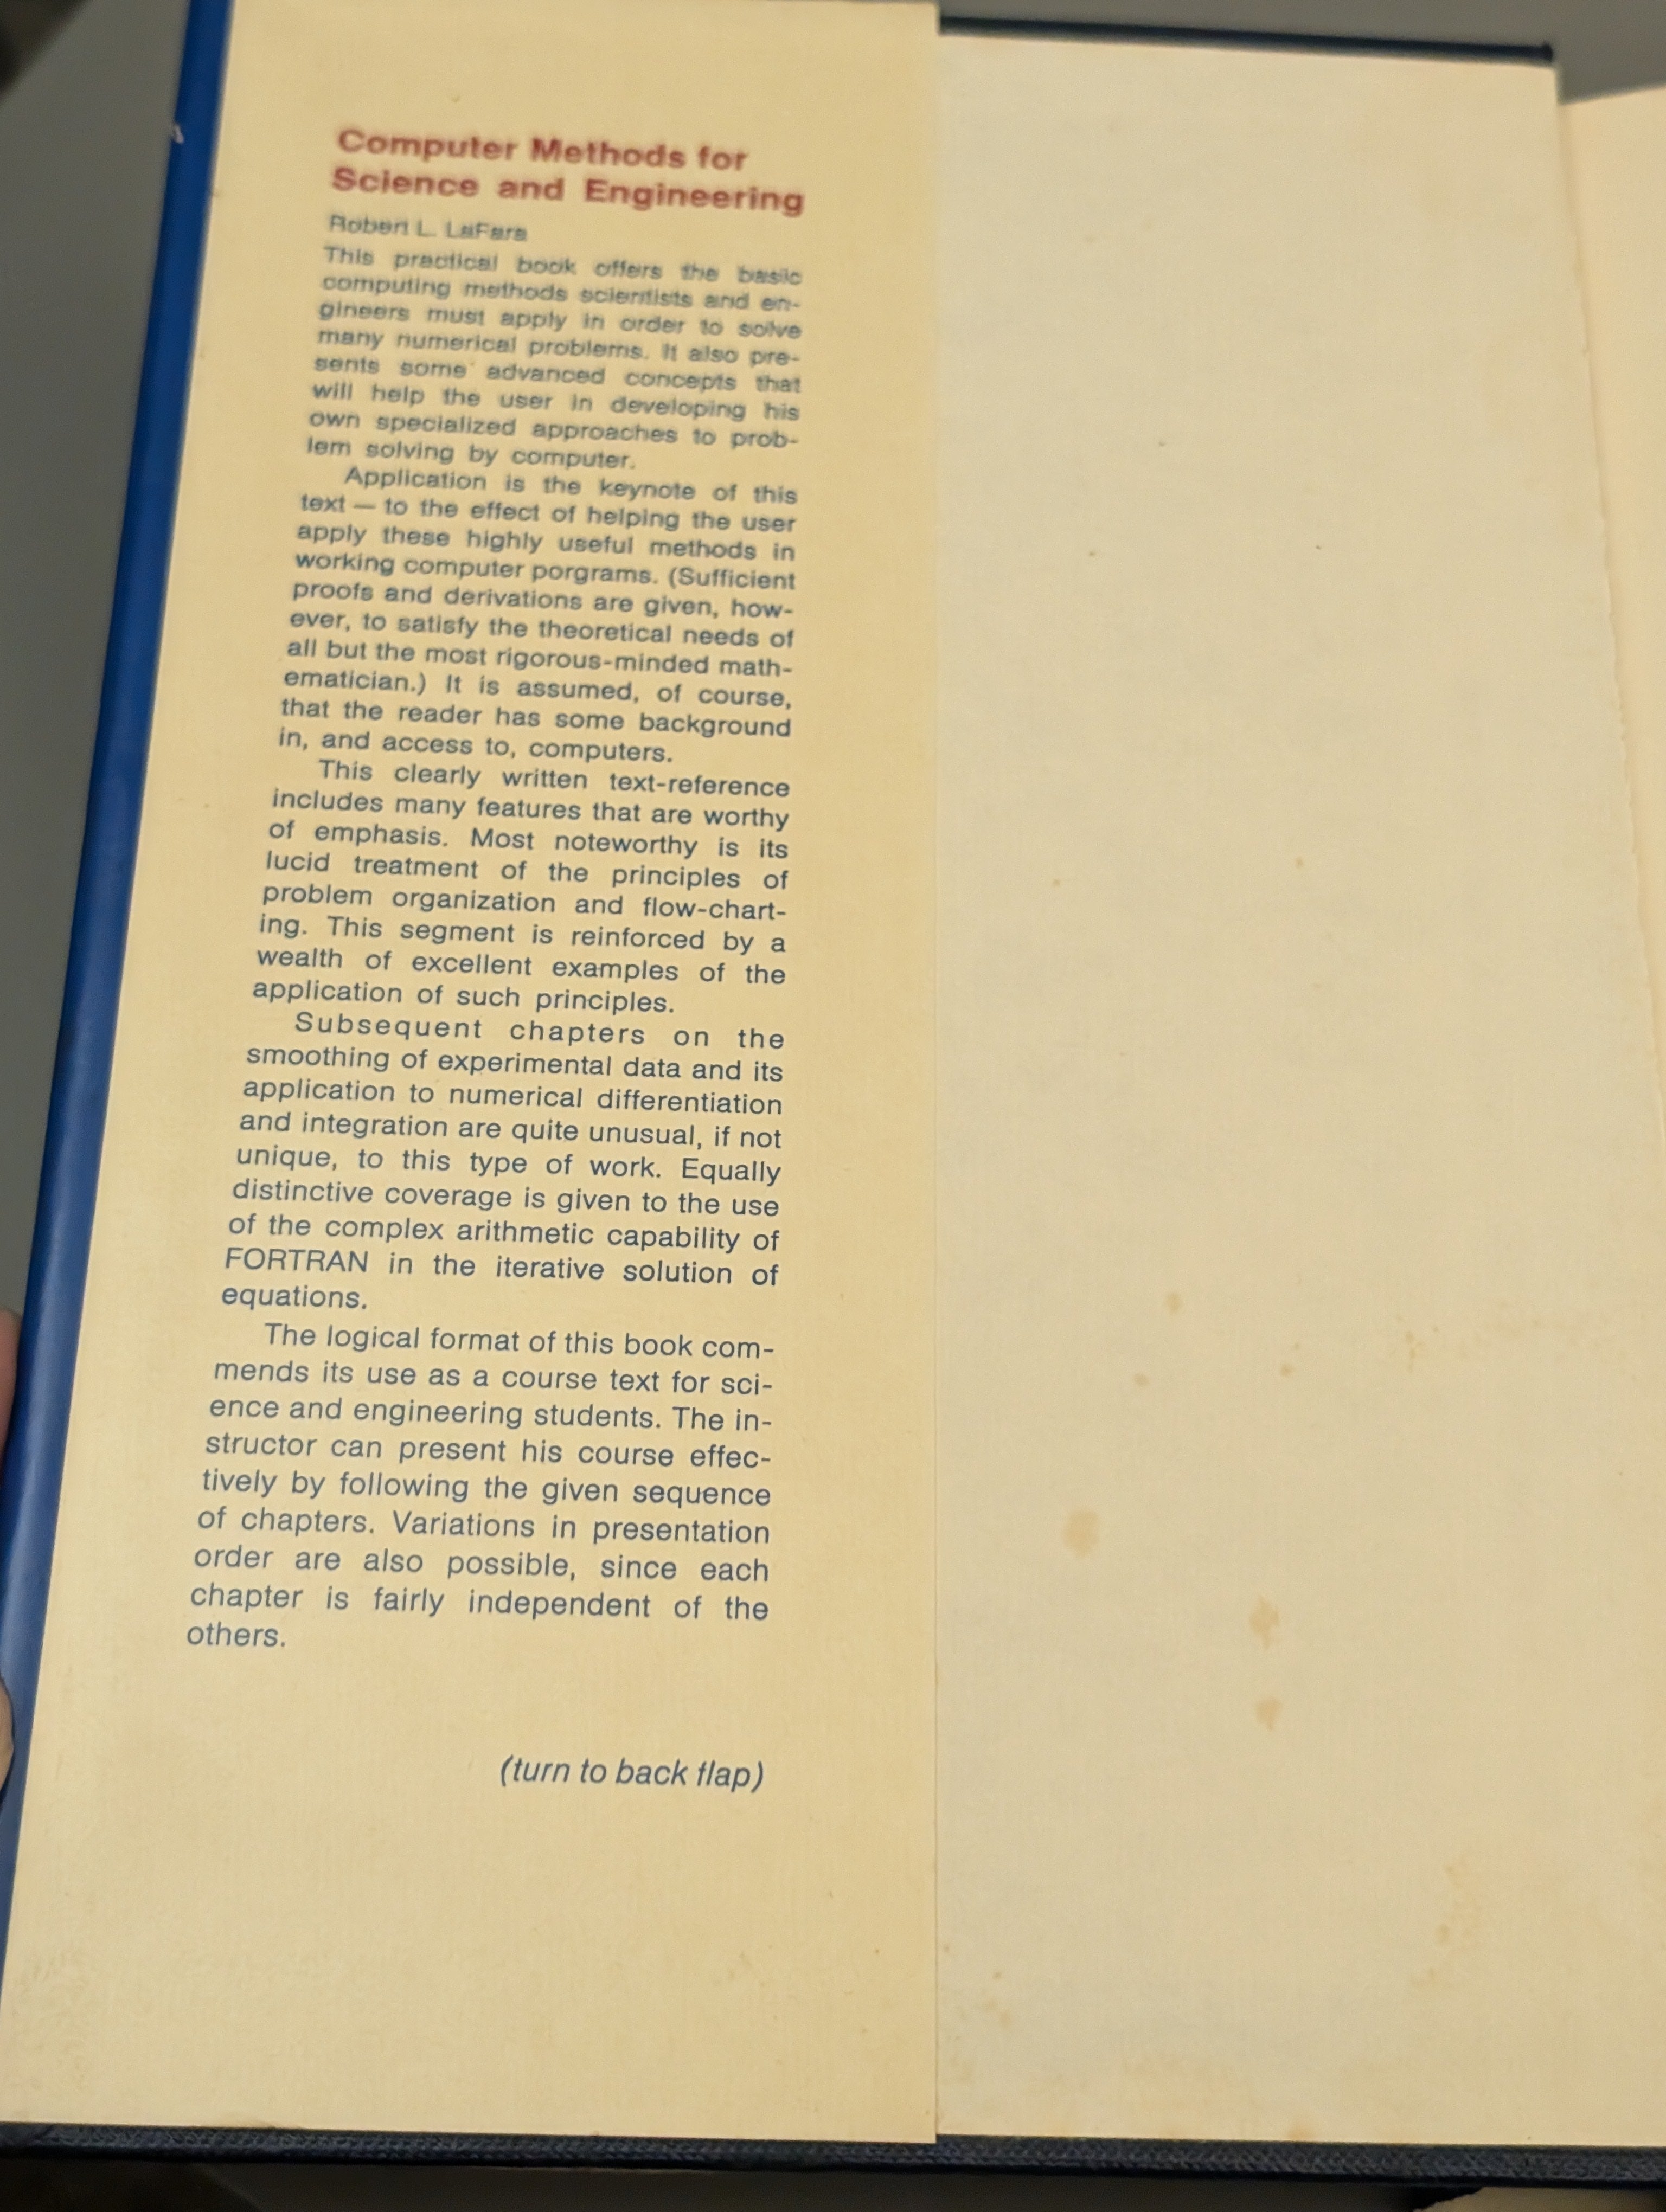 Computer Methods for
Science and Engineering
Robert L. LaFara
This practical book offers the basic
computing methods scientists and en-
gineers must apply in order to solve
many numerical problems. It also pre-
sents some advanced concepts that
will help the user in developing his
own specialized approaches to prob-
lem solving by computer.
Application is the keynote of this
text — to the effect of helping the user
apply these highly useful methods in
working computer porgrams. (Sufficient
proofs and derivations are given, how-
ever, to satisfy the theoretical needs of
all but the most rigorous-minded math-
ematician.) It is assumed, of course,
that the reader has some background
in, and access to, computers.
This clearly written text-reference
includes many features that are worthy
of emphasis. Most noteworthy is its
lucid treatment of the principles of
problem organization and flow-chart-
ing. This segment is reinforced by a
wealth of excellent examples of the
application of such principles.
Subsequent chapters on the
smoothing of experimental data and its
application to numerical differentiation
and integration are quite unusual, if not
unique, to this type of work. Equally
distinctive coverage is given to the use
of the complex arithmetic capability of
FORTRAN in the iterative solution of
equations.
The logical format of this book com-
mends its use as a course text for sci-
ence and engineering students. The in-
structor can present his course effec-
tively by following the given sequence
of chapters. Variations in presentation
order are also possible, since each
chapter is fairly independent of the
others.
(turn to back flap)